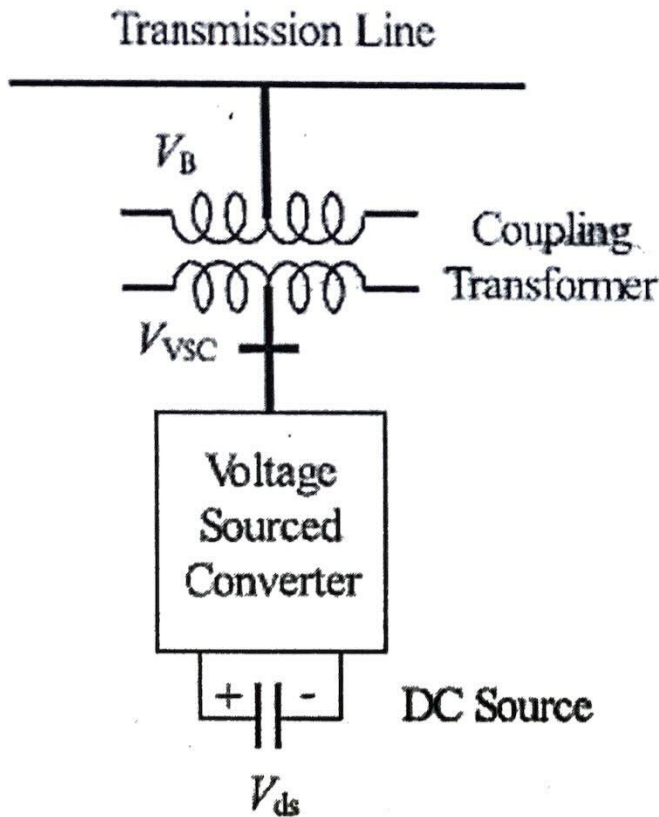 Transmission Line
V_B
Coupling
Transformer
V_VSC
Voltage
Sourced
Converter
+ -
DC Source
V_ds